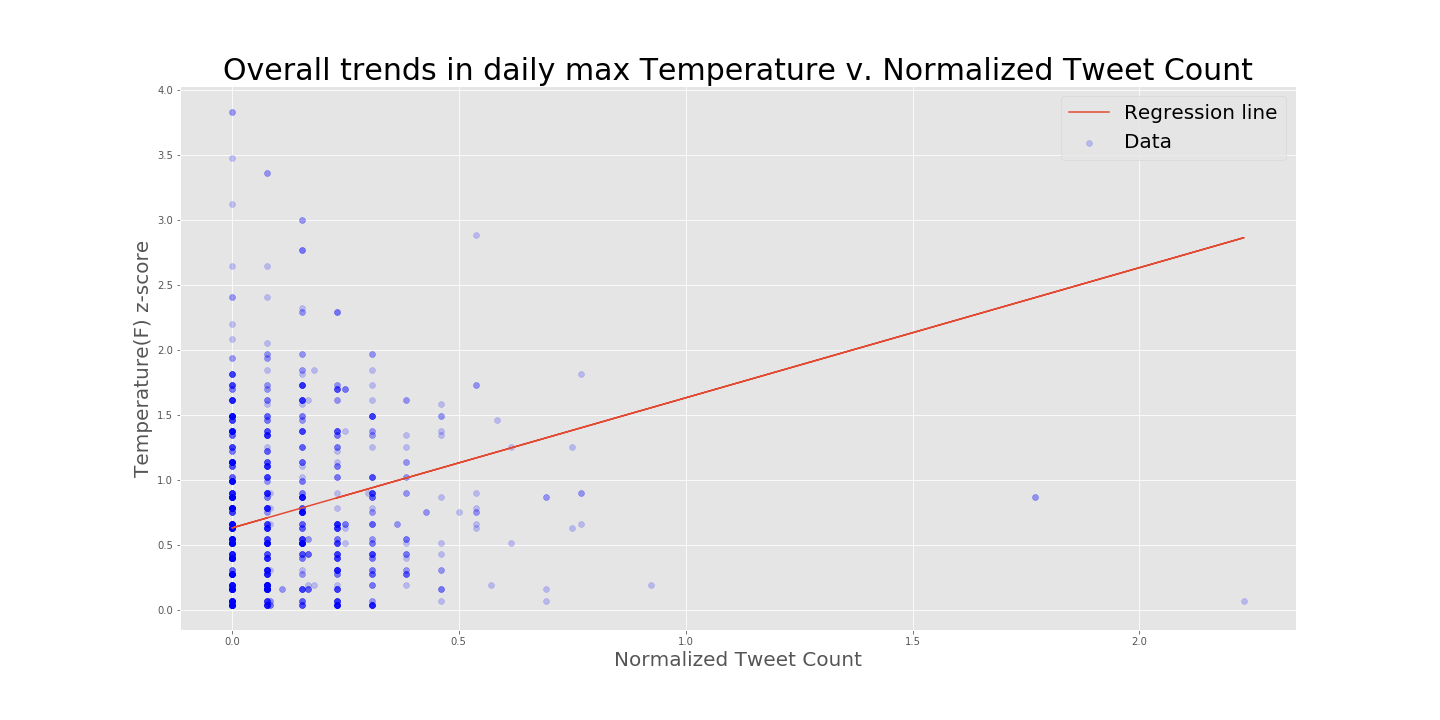 Overall trends in daily max Temperature v. Normalized Tweet Count
Regression line
Data
Temperature(F) z-score
4.0
3.5
3.0
2.5
2.0
1.5
1.0
0.5
0.0
0.0 0.5 1.0 1.5 2.0
Normalized Tweet Count